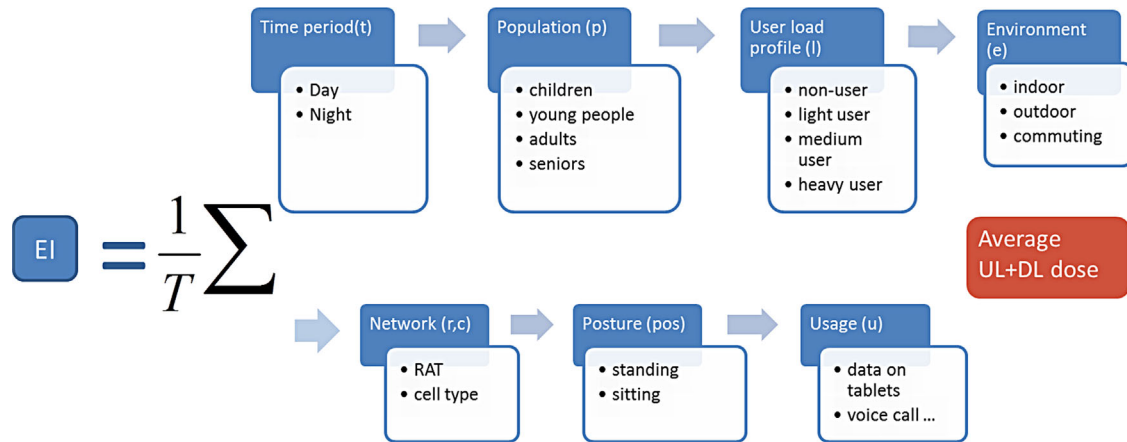 Time period(t)
• Day
• Night
Population (p)
• children
• young people
• adults
• seniors
User load
profile (l)
• non-user
• light user
• medium
user
• heavy user
Environment
(e)
• indoor
• outdoor
• commuting
EI = 1/T ∑
Average
UL+DL dose
Network (r,c)
• RAT
• cell type
Posture (pos)
• standing
• sitting
Usage (u)
• data on
tablets
• voice call ...